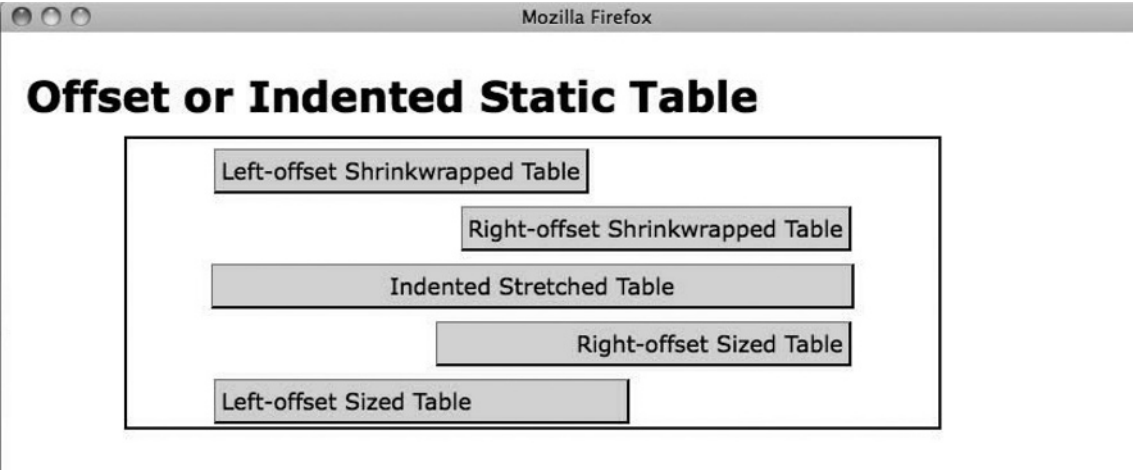 Mozilla Firefox
Offset or Indented Static Table
Left-offset Shrinkwrapped Table
Right-offset Shrinkwrapped Table
Indented Stretched Table
Right-offset Sized Table
Left-offset Sized Table